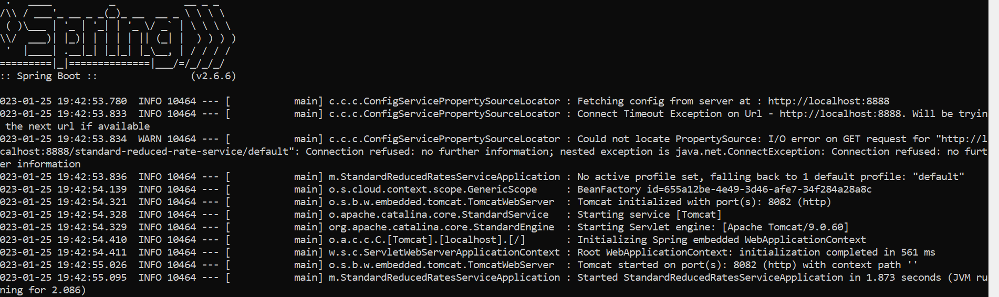 .   ____          _            __ _ _
/\\ / ___'_ __ _ _(_)_ __  __ _ \ \ \ \
 ( )\___ | '_ | '_| | '_ \/ _` | \ \ \ \
\\/  ___)| |_)| | | | | || (_| |  ) ) ) )
 '  |____| .__|_| |_|_| |_\__, | / / / /
=========|_|==============|___/=/_/_/_/
:: Spring Boot ::                (v2.6.6)
023-01-25 19:42:53.780  INFO 10464 --- [           main] c.c.c.ConfigServicePropertySourceLocator : Fetching config from server at : http://localhost:8888
023-01-25 19:42:53.833  INFO 10464 --- [           main] c.c.c.ConfigServicePropertySourceLocator : Connect Timeout Exception on Url - http://localhost:8888. Will be tryin
 the next url if available
023-01-25 19:42:53.834  WARN 10464 --- [           main] c.c.c.ConfigServicePropertySourceLocator : Could not locate PropertySource: I/O error on GET request for "http://l
calhost:8888/standard-reduced-rate-service/default": Connection refused: no further information; nested exception is java.net.ConnectException: Connection refused: no furt
er information
023-01-25 19:42:53.836  INFO 10464 --- [           main] m.StandardReducedRatesServiceApplication : No active profile set, falling back to 1 default profile: "default"
023-01-25 19:42:54.139  INFO 10464 --- [           main] o.s.cloud.context.scope.GenericScope     : BeanFactory id=655a12be-4e49-3d46-afe7-34f284a28a8c
023-01-25 19:42:54.321  INFO 10464 --- [           main] o.s.b.w.embedded.tomcat.TomcatWebServer  : Tomcat initialized with port(s): 8082 (http)
023-01-25 19:42:54.328  INFO 10464 --- [           main] o.apache.catalina.core.StandardService   : Starting service [Tomcat]
023-01-25 19:42:54.329  INFO 10464 --- [           main] org.apache.catalina.core.StandardEngine  : Starting Servlet engine: [Apache Tomcat/9.0.60]
023-01-25 19:42:54.410  INFO 10464 --- [           main] o.a.c.c.C.[Tomcat].[localhost].[/]       : Initializing Spring embedded WebApplicationContext
023-01-25 19:42:54.411  INFO 10464 --- [           main] w.s.c.ServletWebServerApplicationContext : Root WebApplicationContext: initialization completed in 561 ms
023-01-25 19:42:55.026  INFO 10464 --- [           main] o.s.b.w.embedded.tomcat.TomcatWebServer  : Tomcat started on port(s): 8082 (http) with context path ''
023-01-25 19:42:55.095  INFO 10464 --- [           main] m.StandardReducedRatesServiceApplication : Started StandardReducedRatesServiceApplication in 1.873 seconds (JVM ru
ning for 2.086)